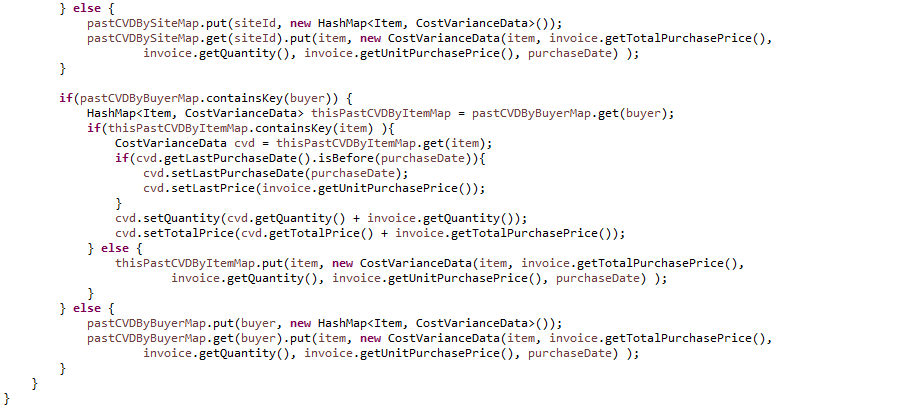 } else {
pastCVDBySiteMap.put(siteId, new HashMap<Item, CostVarianceData>());
pastCVDBySiteMap.get(siteId).put(item, new CostVarianceData(item, invoice.getTotalPurchasePrice(),
invoice.getQuantity(), invoice.getUnitPurchasePrice(), purchaseDate) );
}
if(pastCVDByBuyerMap.containsKey(buyer)) {
HashMap<Item, CostVarianceData> thisPastCVDByItemMap = pastCVDByBuyerMap.get(buyer);
if(thisPastCVDByItemMap.containsKey(item) ){
CostVarianceData cvd = thisPastCVDByItemMap.get(item);
if(cvd.getLastPurchaseDate().isBefore(purchaseDate)){
cvd.setLastPurchaseDate(purchaseDate);
cvd.setLastPrice(invoice.getUnitPurchasePrice());
}
cvd.setQuantity(cvd.getQuantity() + invoice.getQuantity());
cvd.setTotalPrice(cvd.getTotalPrice() + invoice.getTotalPurchasePrice());
} else {
thisPastCVDByItemMap.put(item, new CostVarianceData(item, invoice.getTotalPurchasePrice(),
invoice.getQuantity(), invoice.getUnitPurchasePrice(), purchaseDate) );
}
} else {
pastCVDByBuyerMap.put(buyer, new HashMap<Item, CostVarianceData>());
pastCVDByBuyerMap.get(buyer).put(item, new CostVarianceData(item, invoice.getTotalPurchasePrice(),
invoice.getQuantity(), invoice.getUnitPurchasePrice(), purchaseDate) );
}
}
}